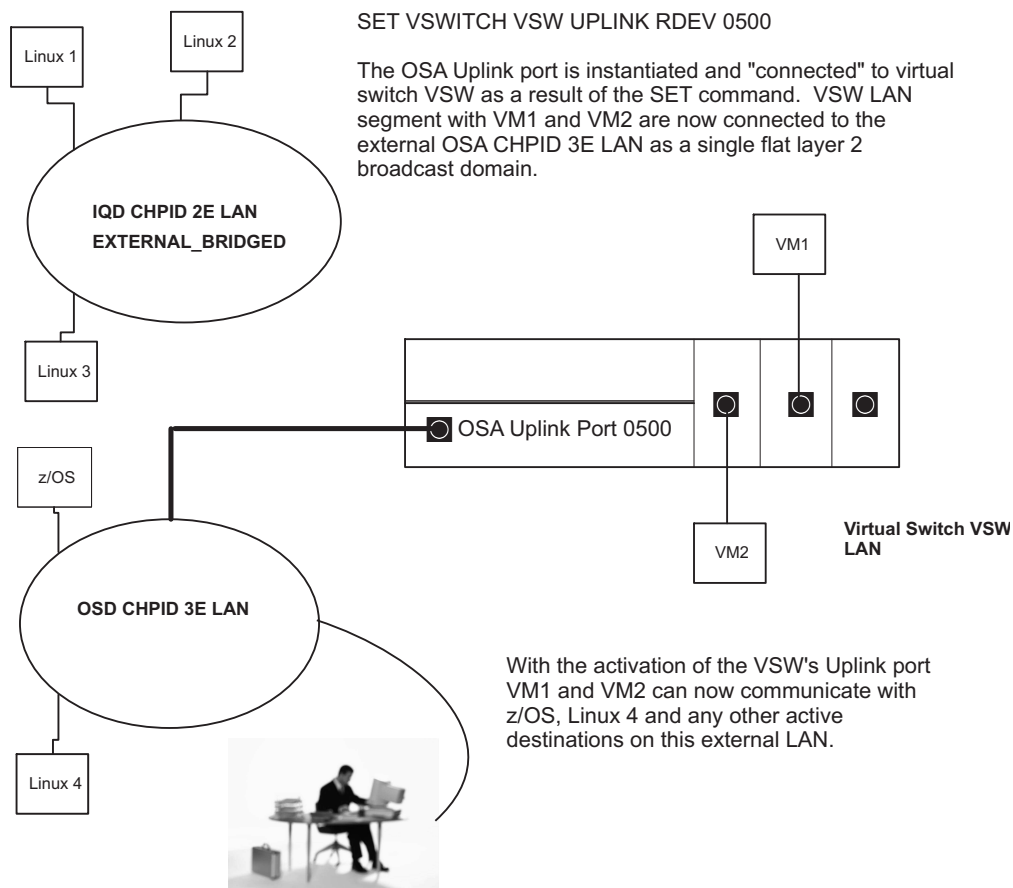 SET VSWITCH VSW UPLINK RDEV 0500
The OSA Uplink port is instantiated and "connected" to virtual
switch VSW as a result of the SET command.  VSW LAN
segment with VM1 and VM2 are now connected to the
external OSA CHPID 3E LAN as a single flat layer 2
broadcast domain.
Linux 1
Linux 2
IQD CHPID 2E LAN
EXTERNAL_BRIDGED
Linux 3
VM1
OSA Uplink Port 0500
VM2
Virtual Switch VSW
LAN
z/OS
OSD CHPID 3E LAN
Linux 4
With the activation of the VSW's Uplink port
VM1 and VM2 can now communicate with
z/OS, Linux 4 and any other active
destinations on this external LAN.